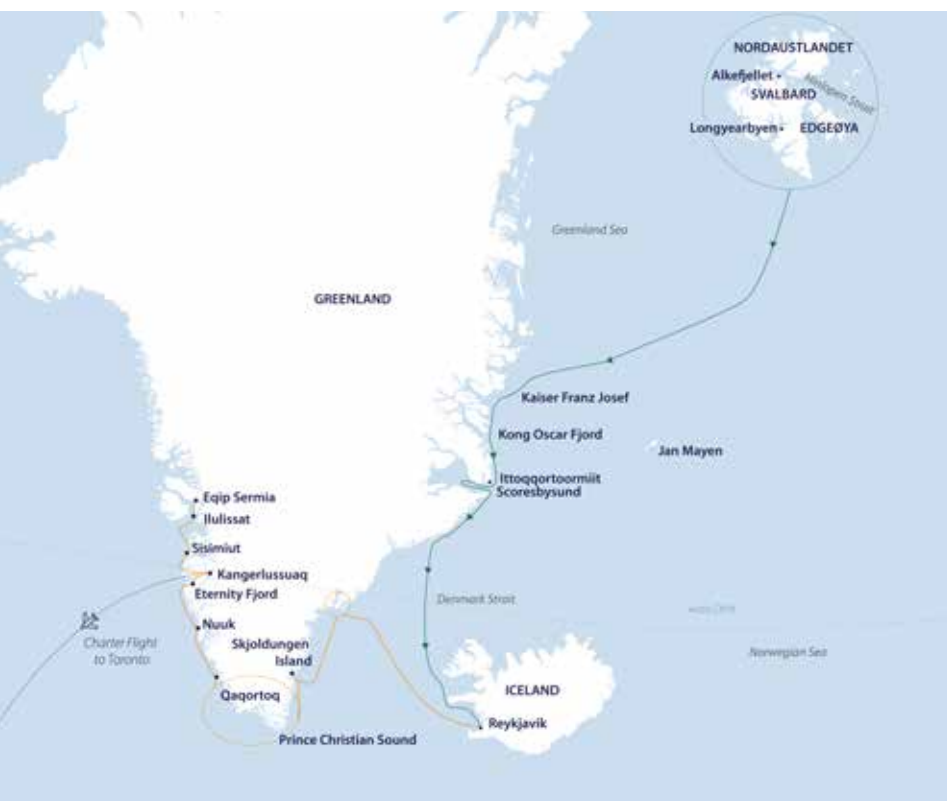 NORDAUSTLANDET
Alkefjellet
Hinlopen Strait
SVALBARD
Longyearbyen
EDGEØYA
Greenland Sea
GREENLAND
Kaiser Franz Josef
Kong Oscar Fjord
Jan Mayen
Ittoqqortoormiit
Scoresbysund
Eqip Sermia
Ilulissat
Sisimiut
Kangerlussuaq
Eternity Fjord
Denmark Strait
Nuuk
Charter Flight
to Toronto
Skjoldungen
Island
Norwegian Sea
Qaqortoq
ICELAND
Reykjavik
Prince Christian Sound